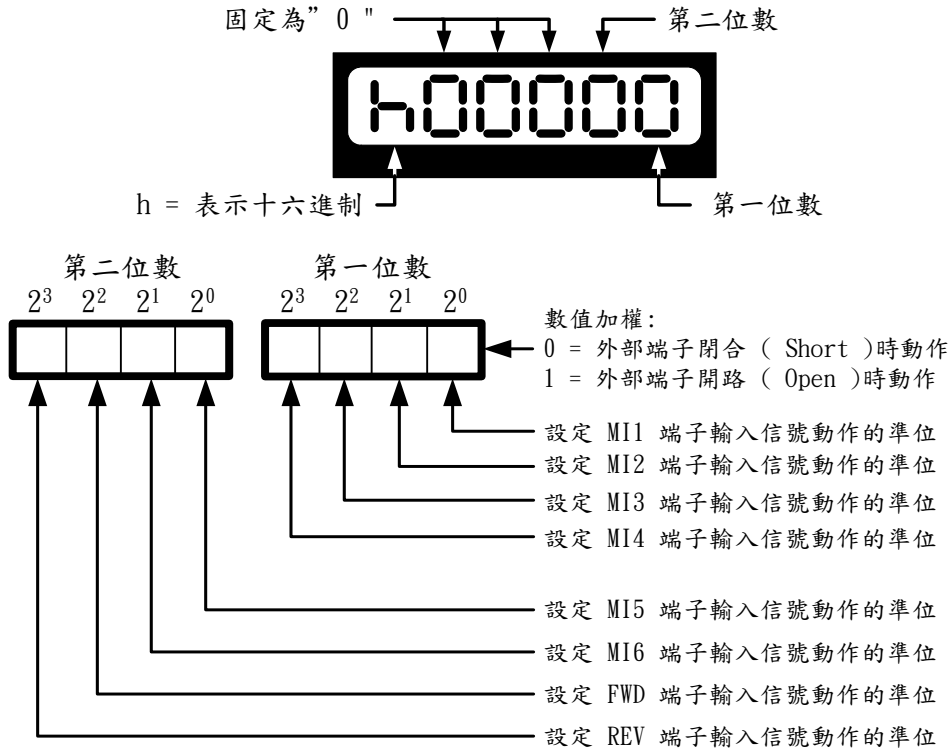 固定為”0 " 第二位數
h00000
h = 表示十六進制 第一位數
第二位數 第一位數
2³ 2² 2¹ 2⁰ 2³ 2² 2¹ 2⁰
數值加權:
0 = 外部端子閉合 ( Short )時動作
1 = 外部端子開路 ( Open )時動作
設定 MI1 端子輸入信號動作的準位
設定 MI2 端子輸入信號動作的準位
設定 MI3 端子輸入信號動作的準位
設定 MI4 端子輸入信號動作的準位
設定 MI5 端子輸入信號動作的準位
設定 MI6 端子輸入信號動作的準位
設定 FWD 端子輸入信號動作的準位
設定 REV 端子輸入信號動作的準位